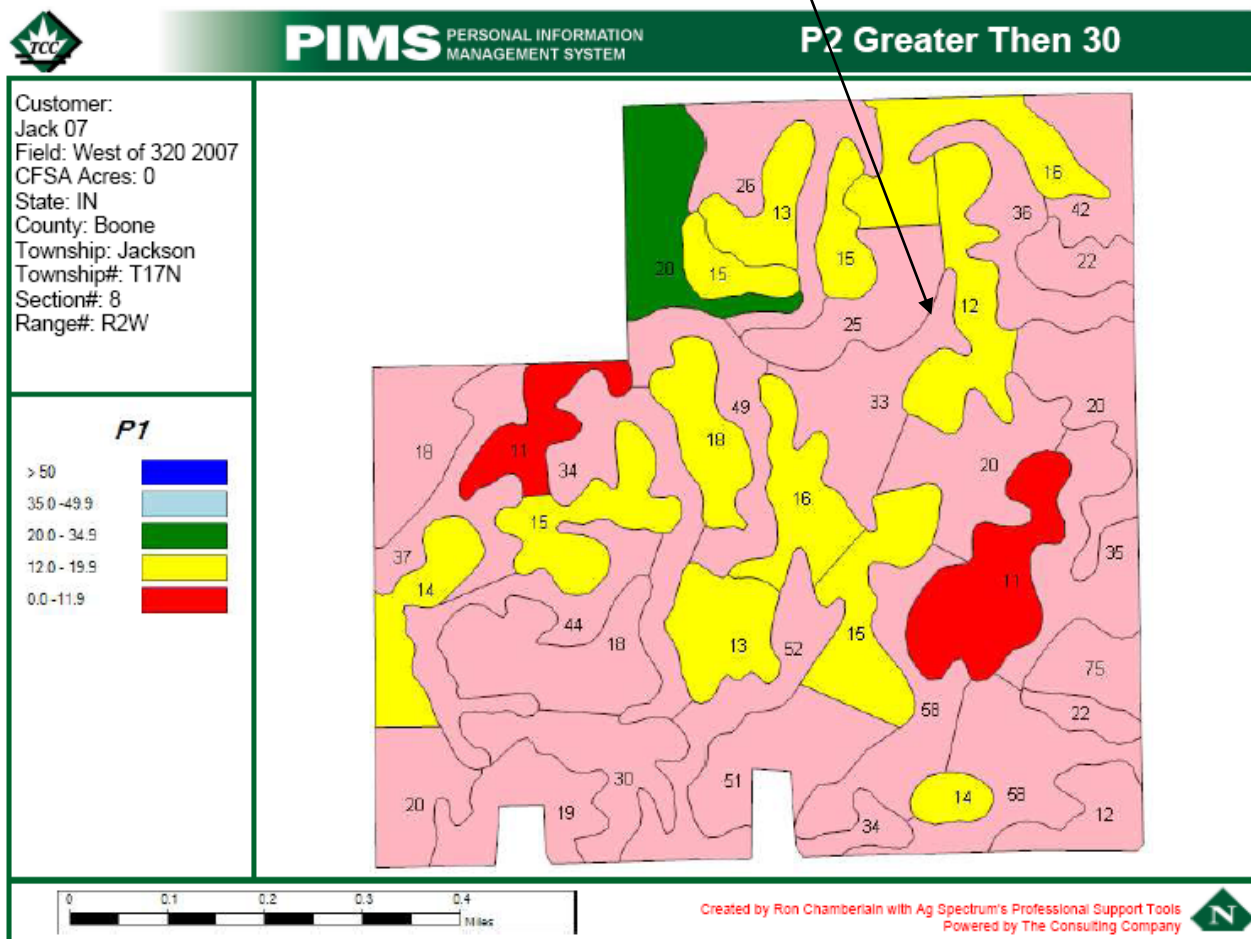 TCC
PIMS PERSONAL INFORMATION
MANAGEMENT SYSTEM
P2 Greater Then 30
Customer:
Jack 07
Field: West of 320 2007
CFSA Acres: 0
State: IN
County: Boone
Township: Jackson
Township#: T17N
Section#: 8
Range#: R2W
P1
> 50
35.0 -49.9
20.0 - 34.9
12.0 - 19.9
0.0 -11.9
16
26
13
36
42
15
20
15
22
12
25
49
33
20
18
18
11
34
20
16
15
35
37
14
11
44
18
13
52
15
75
58
22
30
51
20
19
14
58
12
34
0 0.1 0.2 0.3 0.4
Miles
Created by Ron Chamberlain with Ag Spectrum's Professional Support Tools
Powered by The Consulting Company
N